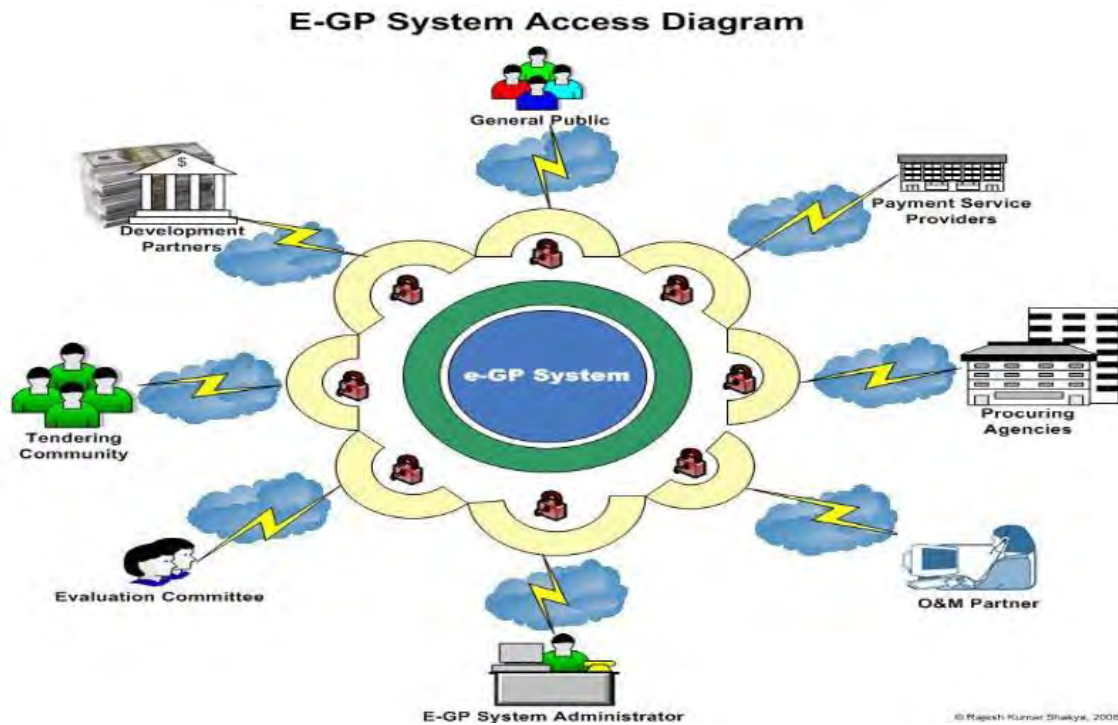 E-GP System Access Diagram
General Public
$
Development
Partners
Payment Service
Providers
e-GP System
Tendering
Community
Procuring
Agencies
Evaluation Committee
O&M Partner
E-GP System Administrator
© Rajesh Kumar Shakya, 2008